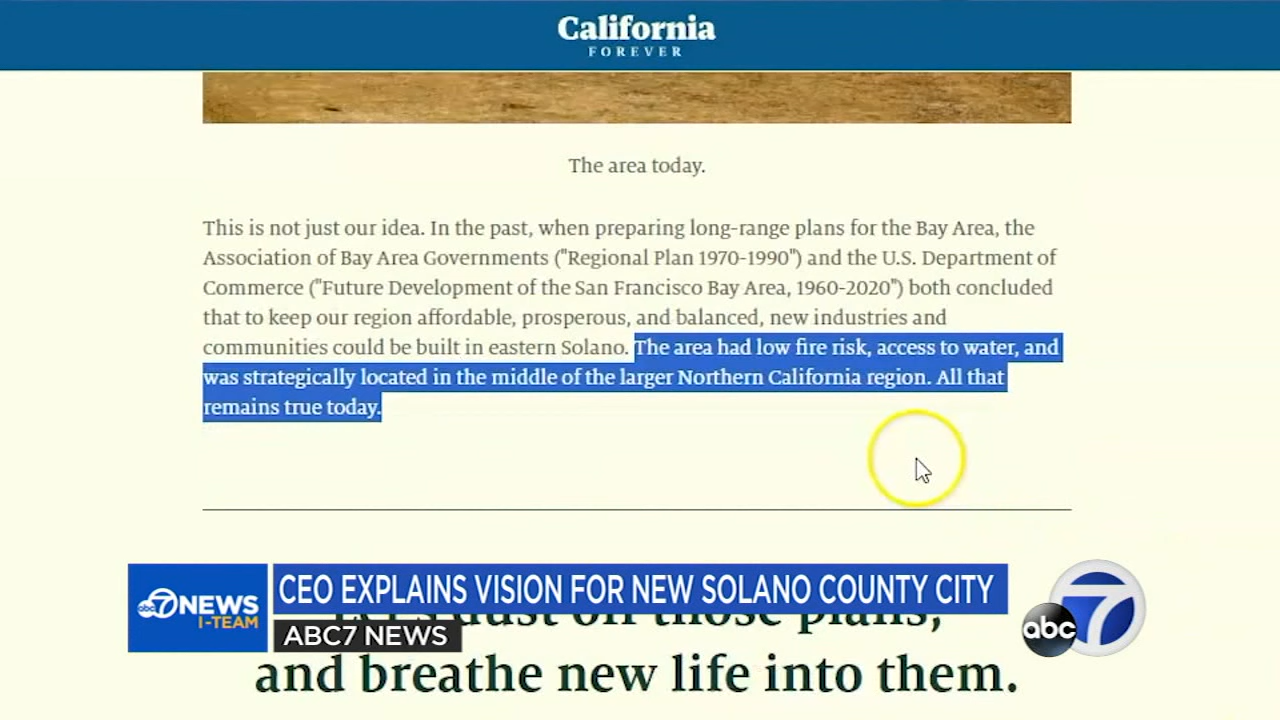 California
FOREVER
The area today.
This is not just our idea. In the past, when preparing long-range plans for the Bay Area, the
Association of Bay Area Governments ("Regional Plan 1970-1990") and the U.S. Department of
Commerce ("Future Development of the San Francisco Bay Area, 1960-2020") both concluded
that to keep our region affordable, prosperous, and balanced, new industries and
communities could be built in eastern Solano. The area had low fire risk, access to water, and
was strategically located in the middle of the larger Northern California region. All that
remains true today.
abc7 NEWS
I-TEAM
CEO EXPLAINS VISION FOR NEW SOLANO COUNTY CITY
ABC7 NEWS
abc 7
dust off those plans,
and breathe new life into them.